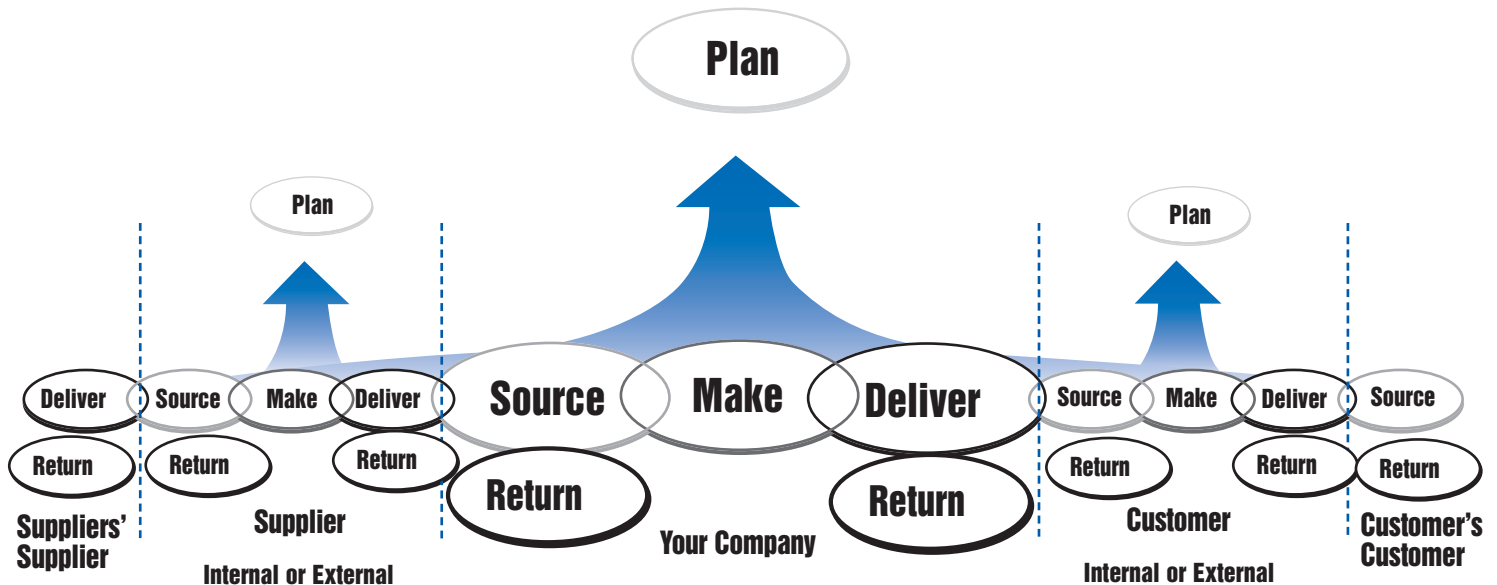 Plan
Plan
Plan
Deliver
Source
Make
Deliver
Source
Make
Deliver
Source
Make
Deliver
Source
Return
Return
Return
Return
Return
Return
Return
Return
Suppliers'
Supplier
Supplier
Internal or External
Your Company
Customer
Internal or External
Customer's
Customer